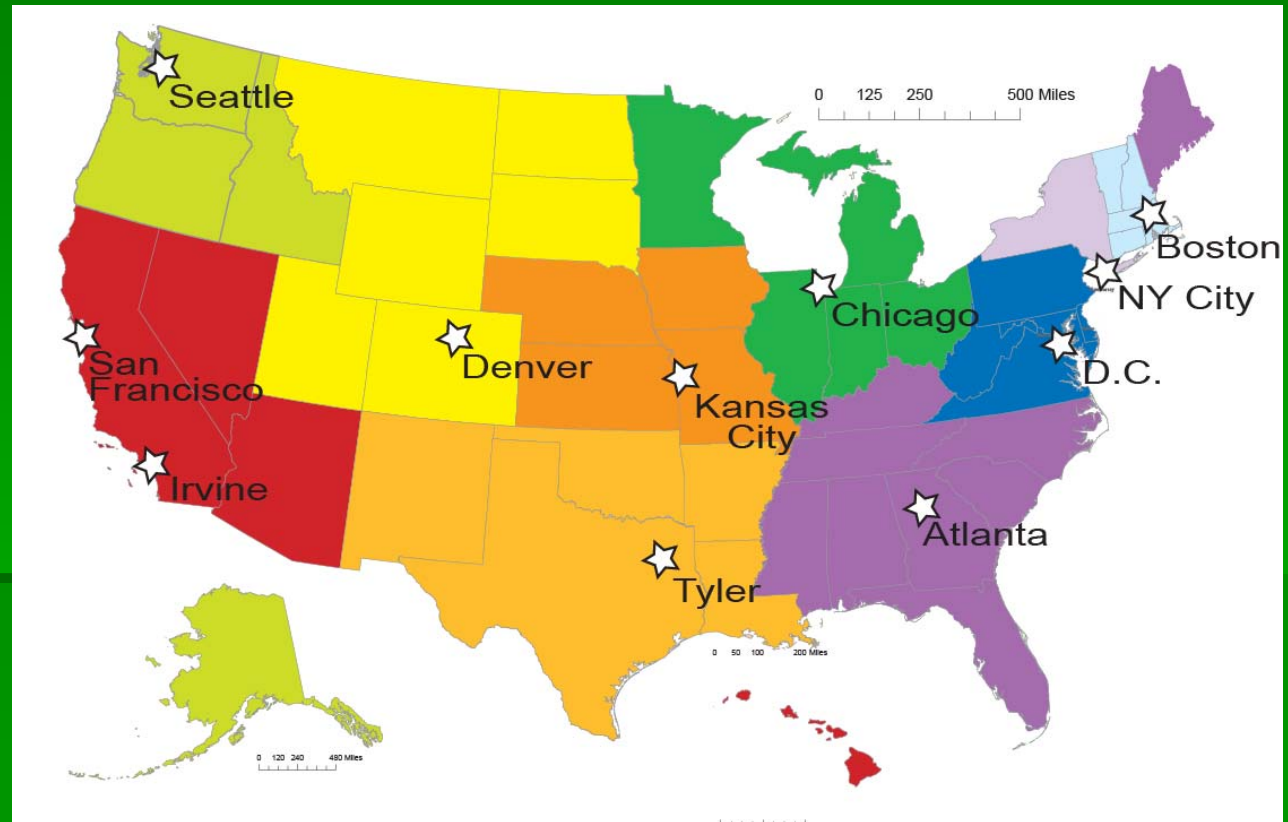 0 125 250 500 Miles
Seattle
Boston
NY City
Chicago
San
Francisco
Denver
D.C.
Kansas
City
Irvine
Atlanta
Tyler
0 50 100 200 Miles
0 120 240 480 Miles